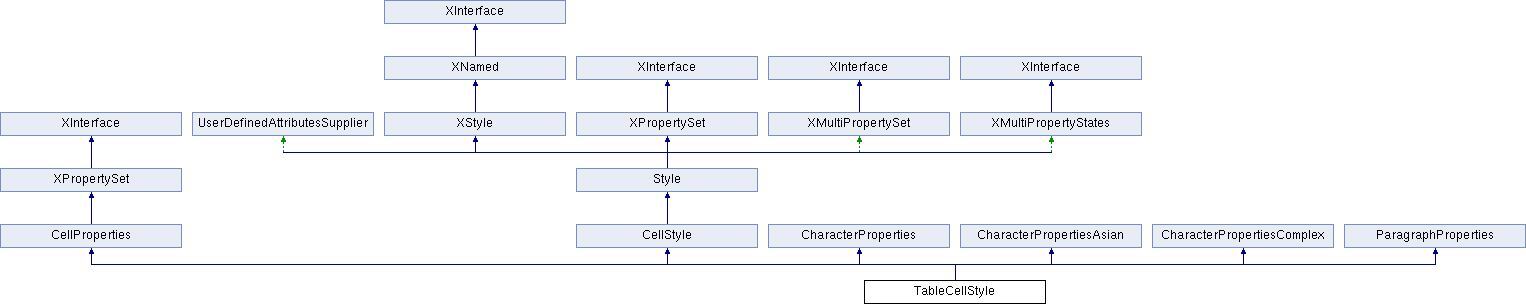 XInterface
XNamed
XInterface
XInterface
XInterface
XInterface
UserDefinedAttributesSupplier
XStyle
XPropertySet
XMultiPropertySet
XMultiPropertyStates
XPropertySet
Style
CellProperties
CellStyle
CharacterProperties
CharacterPropertiesAsian
CharacterPropertiesComplex
ParagraphProperties
TableCellStyle